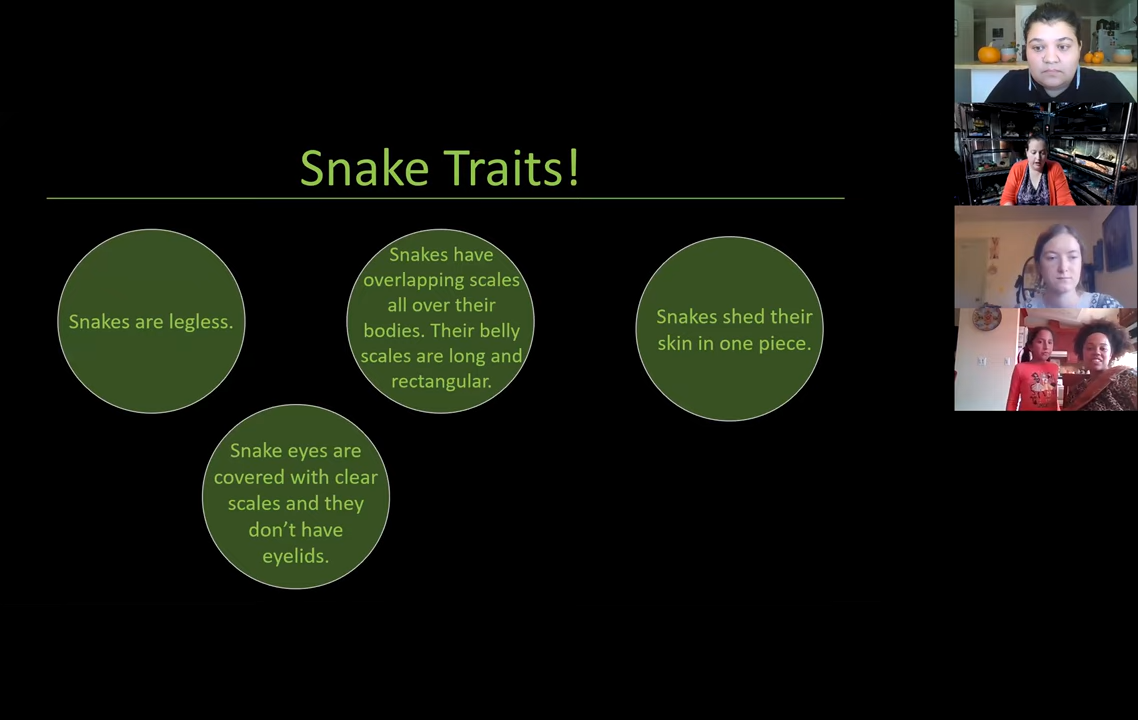 Snake Traits!
Snakes are legless.
Snakes have
overlapping scales
all over their
bodies. Their belly
scales are long and
rectangular.
Snakes shed their
skin in one piece.
Snake eyes are
covered with clear
scales and they
don’t have
eyelids.